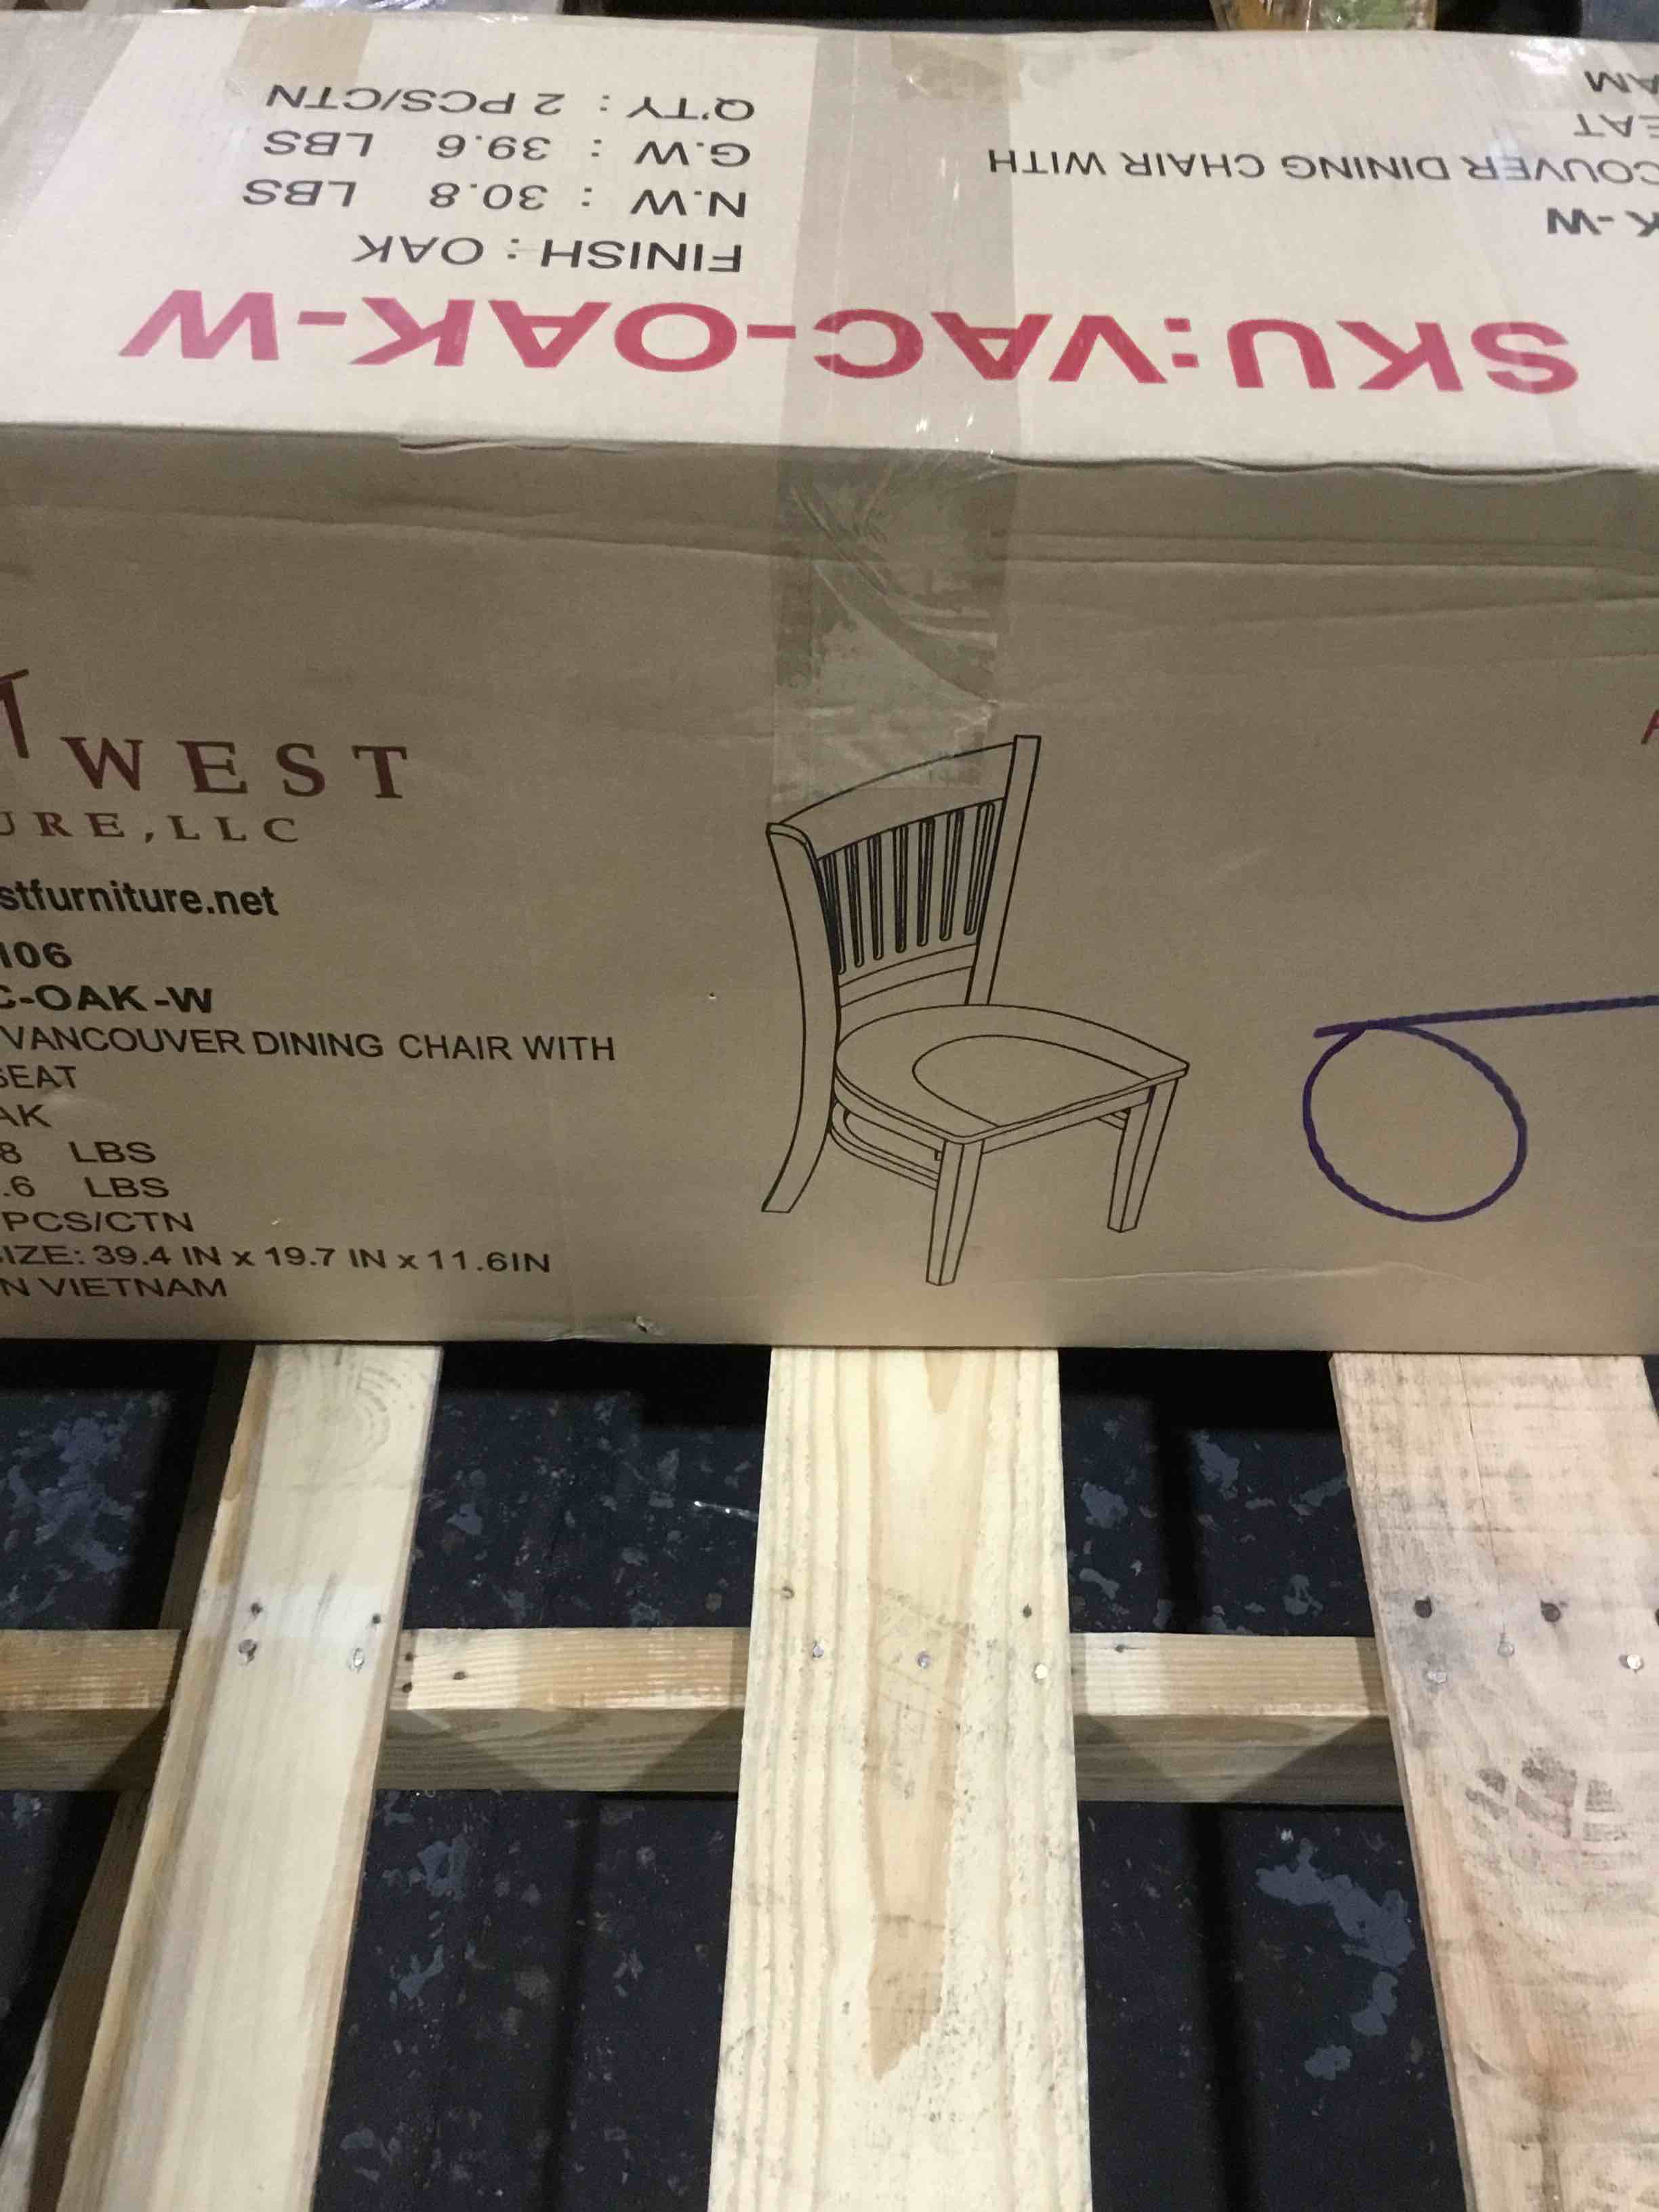 SKU:VAC-OAK-W
FINISH : OAK
N.W : 30.8 LBS
G.W : 39.6 LBS
Q'TY : 2 PCS/CTN
K-W
COUVER DINING CHAIR WITH
EAT
AM
WEST
URE,LLC
stfurniture.net
106
C-OAK-W
VANCOUVER DINING CHAIR WITH
SEAT
AK
8 LBS
.6 LBS
PCS/CTN
IZE: 39.4 IN x 19.7 IN x 11.6IN
N VIETNAM